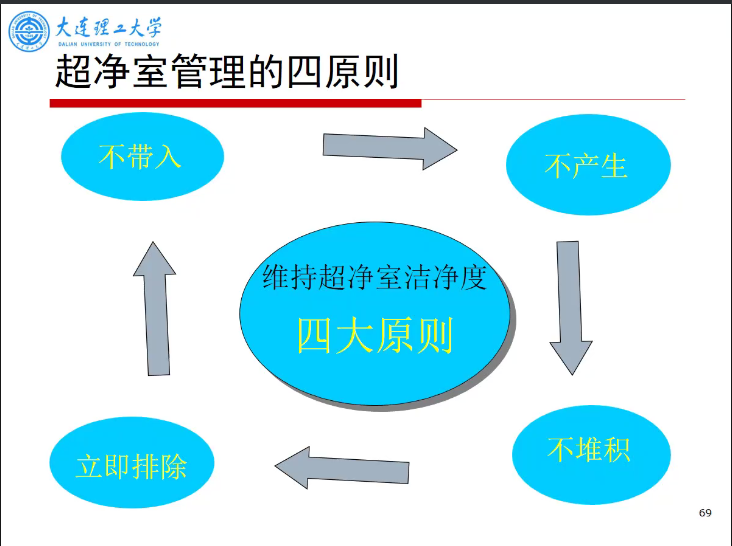 大连理工大学
DALIAN UNIVERSITY OF TECHNOLOGY
超净室管理的四原则
不带入
不产生
维持超净室洁净度
四大原则
立即排除
不堆积
69